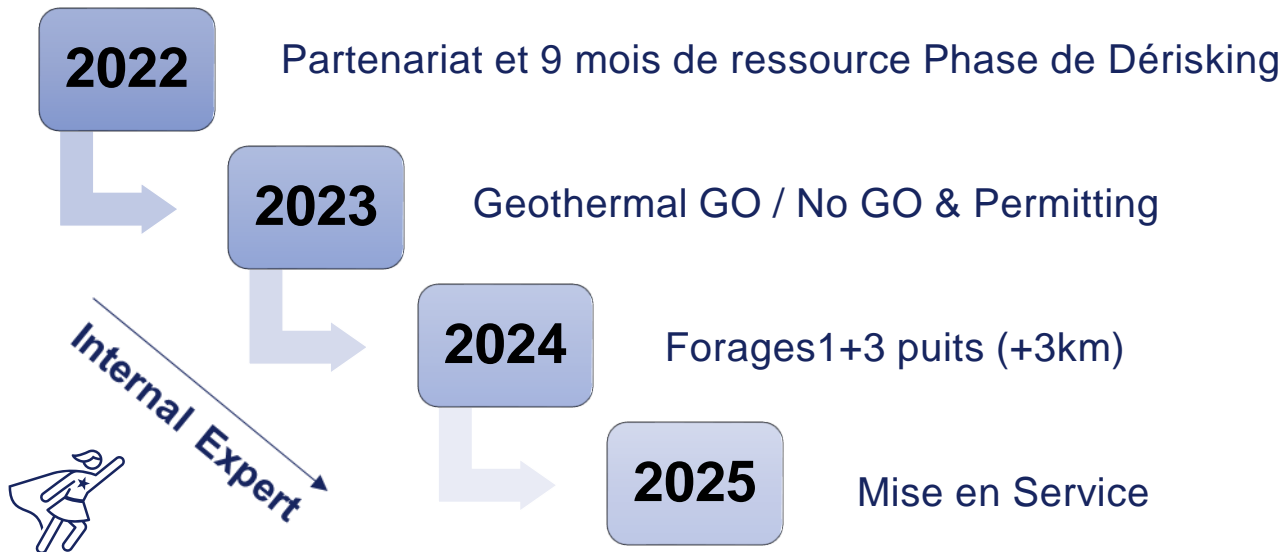 2022
Partenariat et 9 mois de ressource Phase de Dérisking
2023
Geothermal GO / No GO & Permitting
2024
Forages1+3 puits (+3km)
Internal Expert
2025
Mise en Service